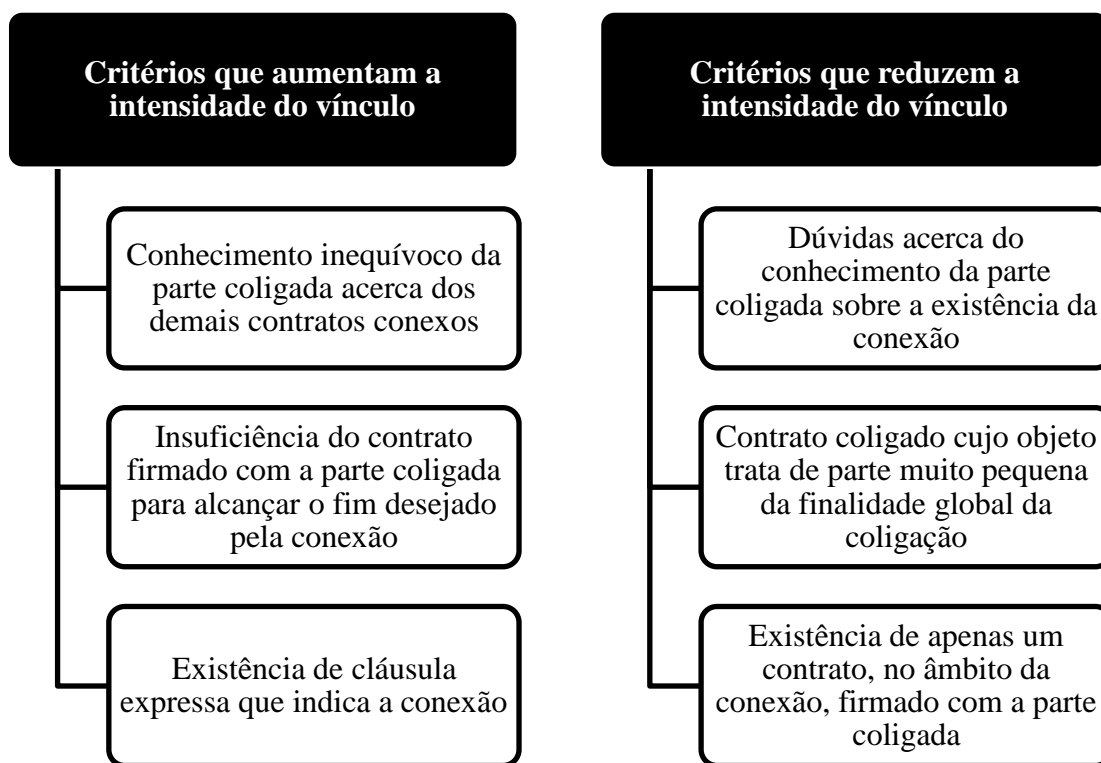 Critérios que aumentam a
intensidade do vínculo
Conhecimento inequívoco da
parte coligada acerca dos
demais contratos conexos
Insuficiência do contrato
firmado com a parte coligada
para alcançar o fim desejado
pela conexão
Existência de cláusula
expressa que indica a conexão
Critérios que reduzem a
intensidade do vínculo
Dúvidas acerca do
conhecimento da parte
coligada sobre a existência da
conexão
Contrato coligado cujo objeto
trata de parte muito pequena
da finalidade global da
coligação
Existência de apenas um
contrato, no âmbito da
conexão, firmado com a parte
coligada